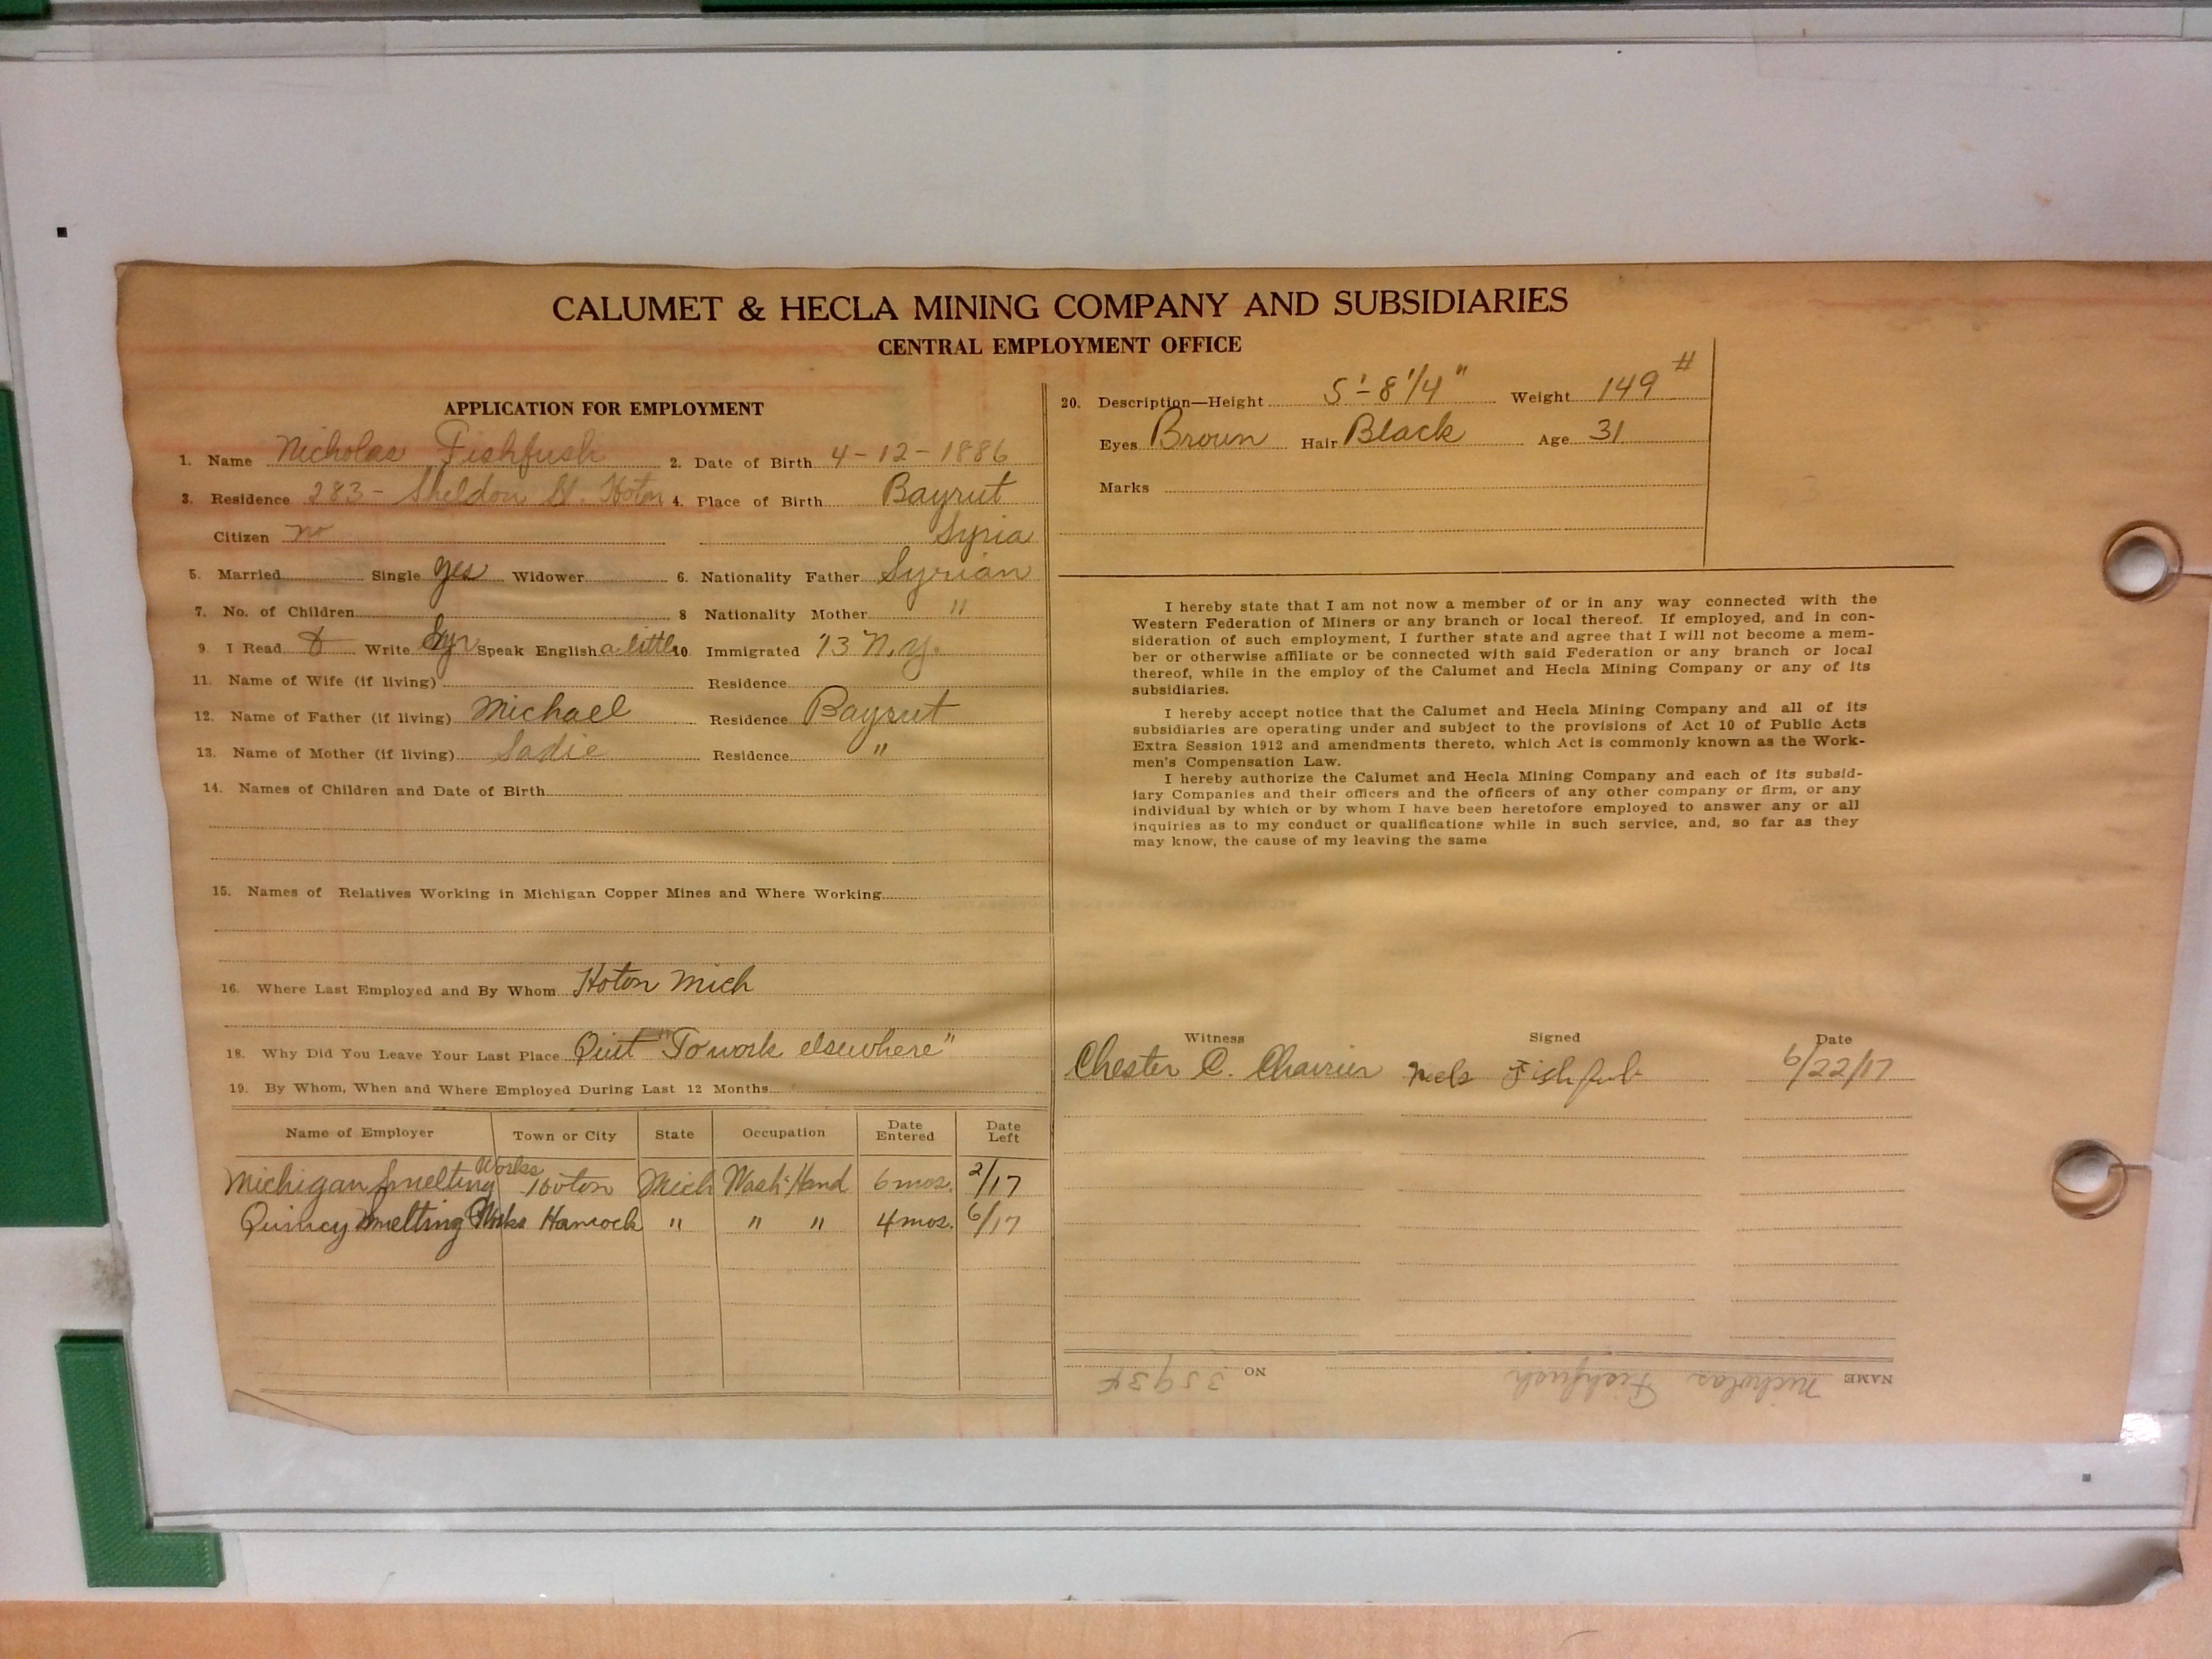 CALUMET & HECLA MINING COMPANY AND SUBSIDIARIES
CENTRAL EMPLOYMENT OFFICE
APPLICATION FOR EMPLOYMENT
1. Name Nicholas Fishfush 2. Date of Birth 4-12-1886
3. Residence 283 - Sheldon St. Hoton 4. Place of Birth Bayrut
Citizen no Syria
5. Married Single yes Widower 6. Nationality Father Syrian
7. No. of Children 8 Nationality Mother "
9. I Read & Write Syr Speak English a little 10 Immigrated '13 N.Y.
11. Name of Wife (if living) Residence
12. Name of Father (if living) Michael Residence Bayrut
13. Name of Mother (if living) Sadie Residence "
14. Names of Children and Date of Birth
15. Names of Relatives Working in Michigan Copper Mines and Where Working
16. Where Last Employed and By Whom Hoton Mich
18. Why Did You Leave Your Last Place Quit "To work elsewhere"
19. By Whom, When and Where Employed During Last 12 Months
Name of Employer Town or City State Occupation Date Entered Date Left
Michigan Smelting Works Hoton Mich Wash-Hand 6 mos. 2/17
Quincy Smelting Works Hancock " " " 4 mos. 6/17
20. Description—Height 5'-8 1/4" Weight 149 #
Eyes Brown Hair Black Age 31
Marks
I hereby state that I am not now a member of or in any way connected with the
Western Federation of Miners or any branch or local thereof. If employed, and in con-
sideration of such employment, I further state and agree that I will not become a mem-
ber or otherwise affiliate or be connected with said Federation or any branch or local
thereof, while in the employ of the Calumet and Hecla Mining Company or any of its
subsidiaries.
I hereby accept notice that the Calumet and Hecla Mining Company and all of its
subsidiaries are operating under and subject to the provisions of Act 10 of Public Acts
Extra Session 1912 and amendments thereto, which Act is commonly known as the Work-
men's Compensation Law.
I hereby authorize the Calumet and Hecla Mining Company and each of its subsid-
iary Companies and their officers and the officers of any other company or firm, or any
individual by which or by whom I have been heretofore employed to answer any or all
inquiries as to my conduct or qualifications while in such service, and, so far as they
may know, the cause of my leaving the same
Witness Signed Date
Chester C. 6/22/17
NAME Nicholas Fishfush NO 35934